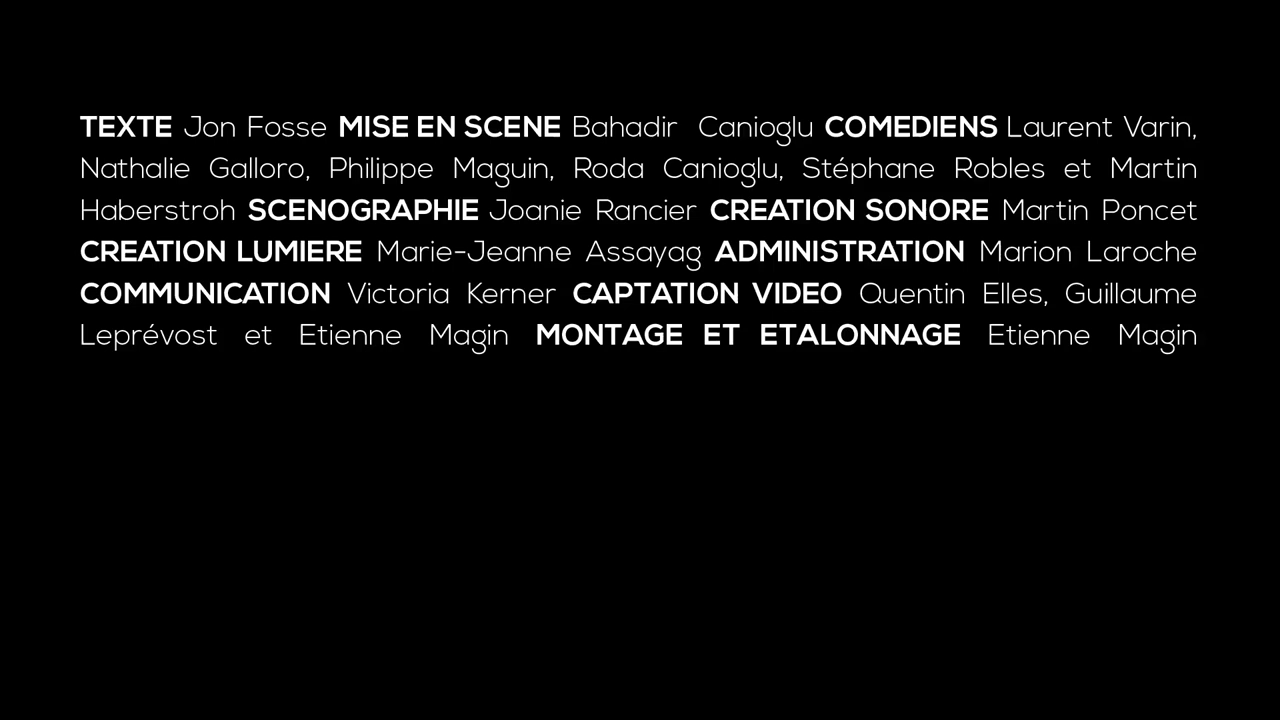 TEXTE Jon Fosse MISE EN SCENE Bahadir Canioglu COMEDIENS Laurent Varin,
Nathalie Galloro, Philippe Maguin, Roda Canioglu, Stéphane Robles et Martin
Haberstroh SCENOGRAPHIE Joanie Rancier CREATION SONORE Martin Poncet
CREATION LUMIERE Marie-Jeanne Assayag ADMINISTRATION Marion Laroche
COMMUNICATION Victoria Kerner CAPTATION VIDEO Quentin Elles, Guillaume
Leprévost et Etienne Magin MONTAGE ET ETALONNAGE Etienne Magin